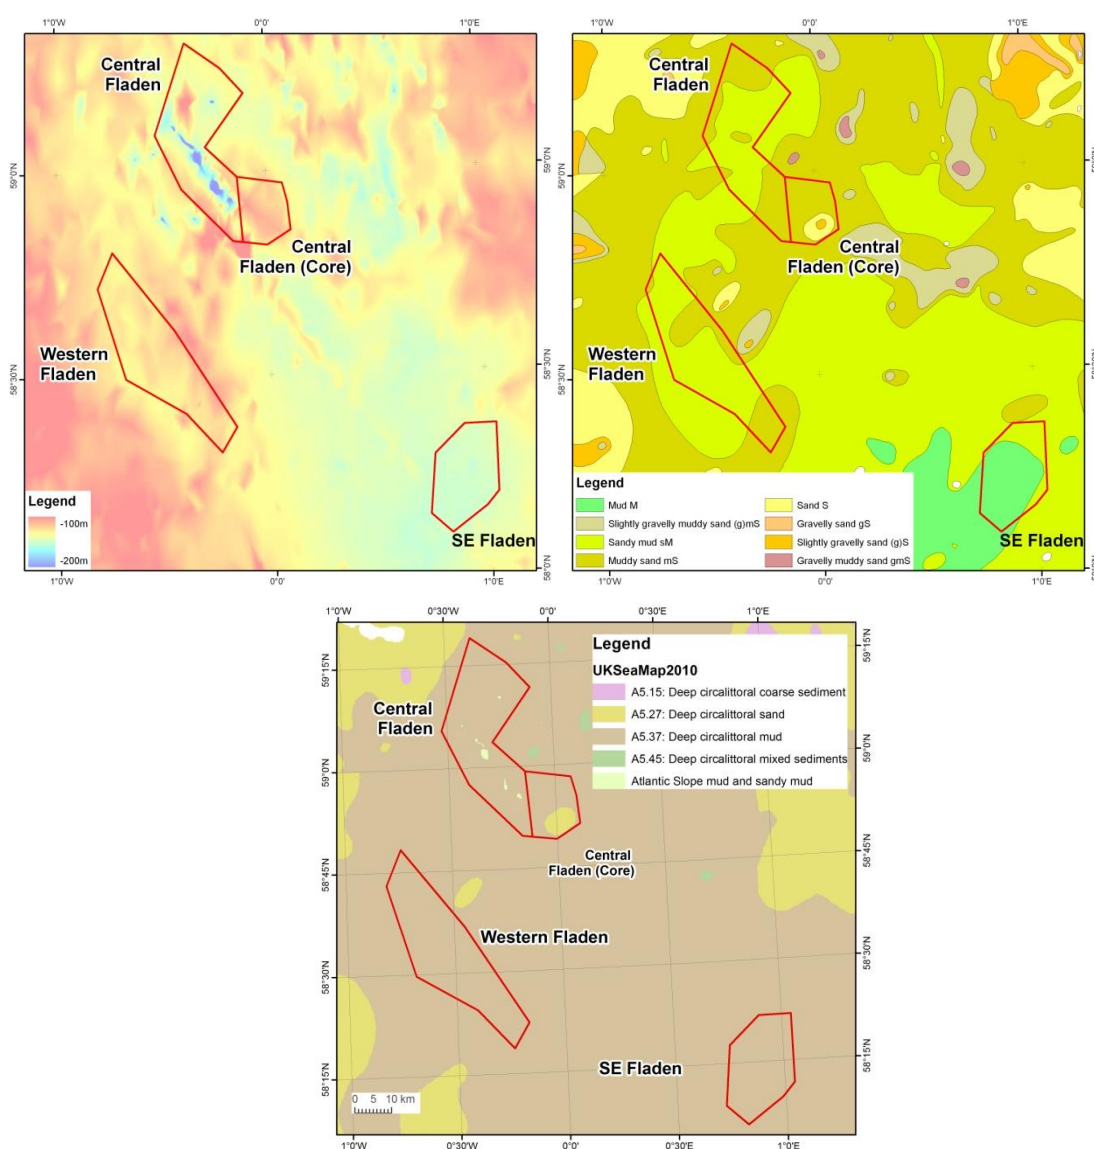 1°0'W
0°0'
1°0'E
Central
Fladen
59°0'N
59°0'N
Central
Fladen (Core)
Western
Fladen
58°30'N
58°30'N
Legend
-100m
-200m
SE Fladen
58°0'N
1°0'W
0°0'
1°0'E
1°0'W
0°0'
1°0'E
Central
Fladen
59°0'N
Central
Fladen (Core)
Western
Fladen
58°30'N
58°30'N
Legend
Mud M
Slightly gravelly muddy sand (g)mS
Sandy mud sM
Muddy sand mS
Sand S
Gravelly sand gS
Slightly gravelly sand (g)S
Gravelly muddy sand gmS
SE Fladen
1°0'W
0°0'
1°0'E
1°0'W
0°30'W
0°0'
0°30'E
1°0'E
59°15'N
59°15'N
Legend
UKSeaMap2010
A5.15: Deep circalittoral coarse sediment
A5.27: Deep circalittoral sand
A5.37: Deep circalittoral mud
A5.45: Deep circalittoral mixed sediments
Atlantic Slope mud and sandy mud
Central
Fladen
59°0'N
59°0'N
Central
Fladen (Core)
58°45'N
58°45'N
Western Fladen
58°30'N
58°30'N
SE Fladen
58°15'N
58°15'N
0 5 10 km
1°0'W
0°30'W
0°0'
0°30'E
1°0'E